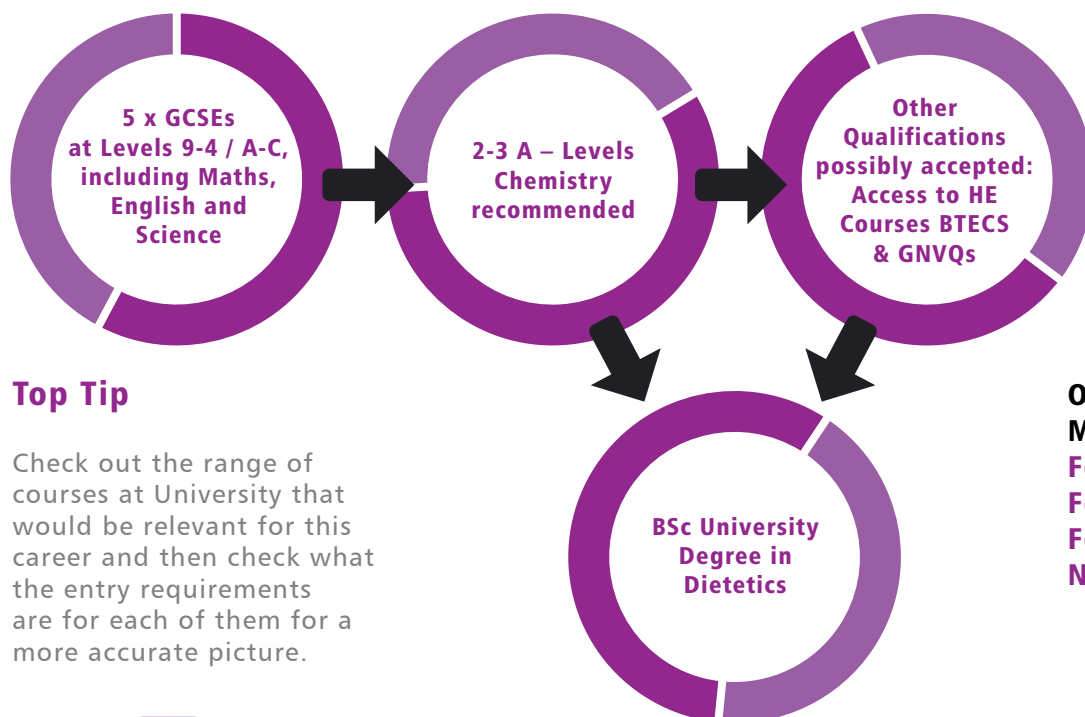 5 x GCSEs
at Levels 9-4 / A-C,
including Maths,
English and
Science
2-3 A – Levels
Chemistry
recommended
Other
Qualifications
possibly accepted:
Access to HE
Courses BTECS
& GNVQs
Top Tip
Check out the range of
courses at University that
would be relevant for this
career and then check what
the entry requirements
are for each of them for a
more accurate picture.
BSc University
Degree in
Dietetics